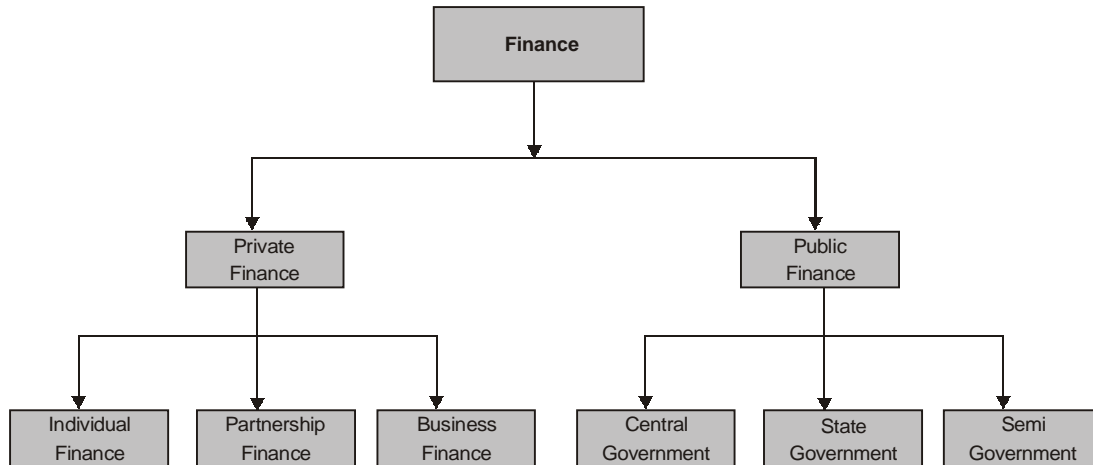 Finance
Private
Finance
Public
Finance
Individual
Finance
Partnership
Finance
Business
Finance
Central
Government
State
Government
Semi
Government